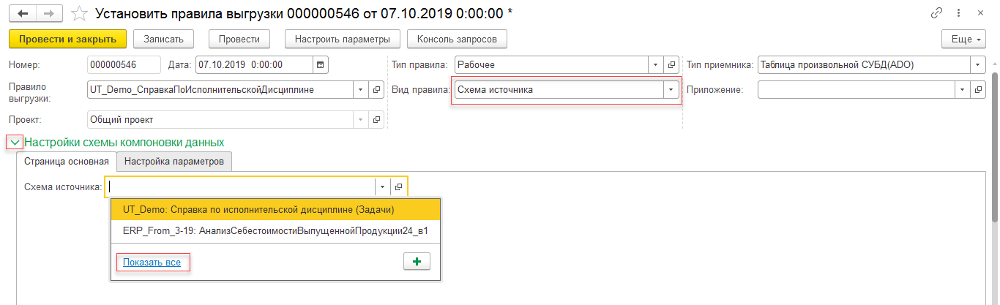 Установить правила выгрузки 000000546 от 07.10.2019 0:00:00 *
Провести и закрыть Записать Провести Настроить параметры Консоль запросов Еще
Номер: 000000546 Дата: 07.10.2019 0:00:00 Тип правила: Рабочее Тип приемника: Таблица произвольной СУБД(ADO)
Правило выгрузки: UT_Demo_СправкаПоИсполнительскойДисциплине Вид правила: Схема источника Приложение:
Проект: Общий проект
Настройки схемы компоновки данных
Страница основная Настройка параметров
Схема источника:
UT_Demo: Справка по исполнительской дисциплине (Задачи)
ERP_From_3-19: АнализСебестоимостиВыпущеннойПродукции24_в1
Показать все